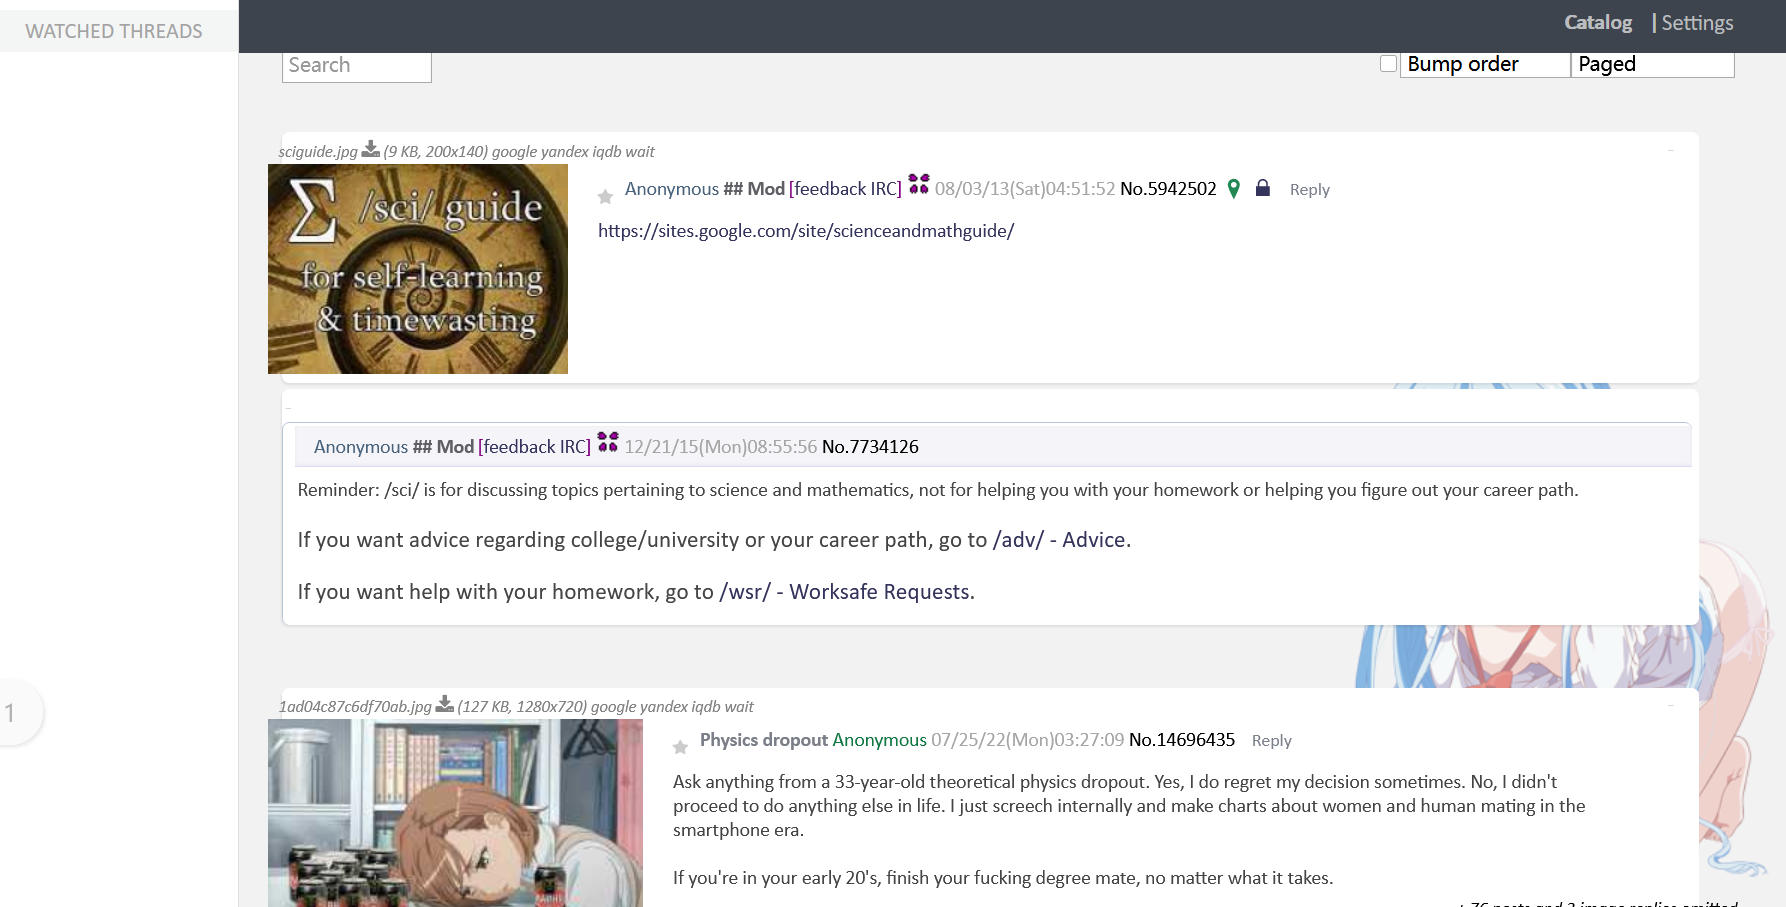 WATCHED THREADS
Catalog | Settings
Search
Bump order Paged
sciguide.jpg (9 KB, 200x140) google yandex iqdb wait
Σ /sci/ guide
for self-learning
& timewasting
Anonymous ## Mod [feedback IRC] 08/03/13(Sat)04:51:52 No.5942502 Reply
https://sites.google.com/site/scienceandmathguide/
Anonymous ## Mod [feedback IRC] 12/21/15(Mon)08:55:56 No.7734126
Reminder: /sci/ is for discussing topics pertaining to science and mathematics, not for helping you with your homework or helping you figure out your career path.
If you want advice regarding college/university or your career path, go to /adv/ - Advice.
If you want help with your homework, go to /wsr/ - Worksafe Requests.
1
1ad04c87c6df70ab.jpg (127 KB, 1280x720) google yandex iqdb wait
Physics dropout Anonymous 07/25/22(Mon)03:27:09 No.14696435 Reply
Ask anything from a 33-year-old theoretical physics dropout. Yes, I do regret my decision sometimes. No, I didn't
proceed to do anything else in life. I just screech internally and make charts about women and human mating in the
smartphone era.
If you're in your early 20's, finish your fucking degree mate, no matter what it takes.
+ 76 posts and 3 image replies omitted